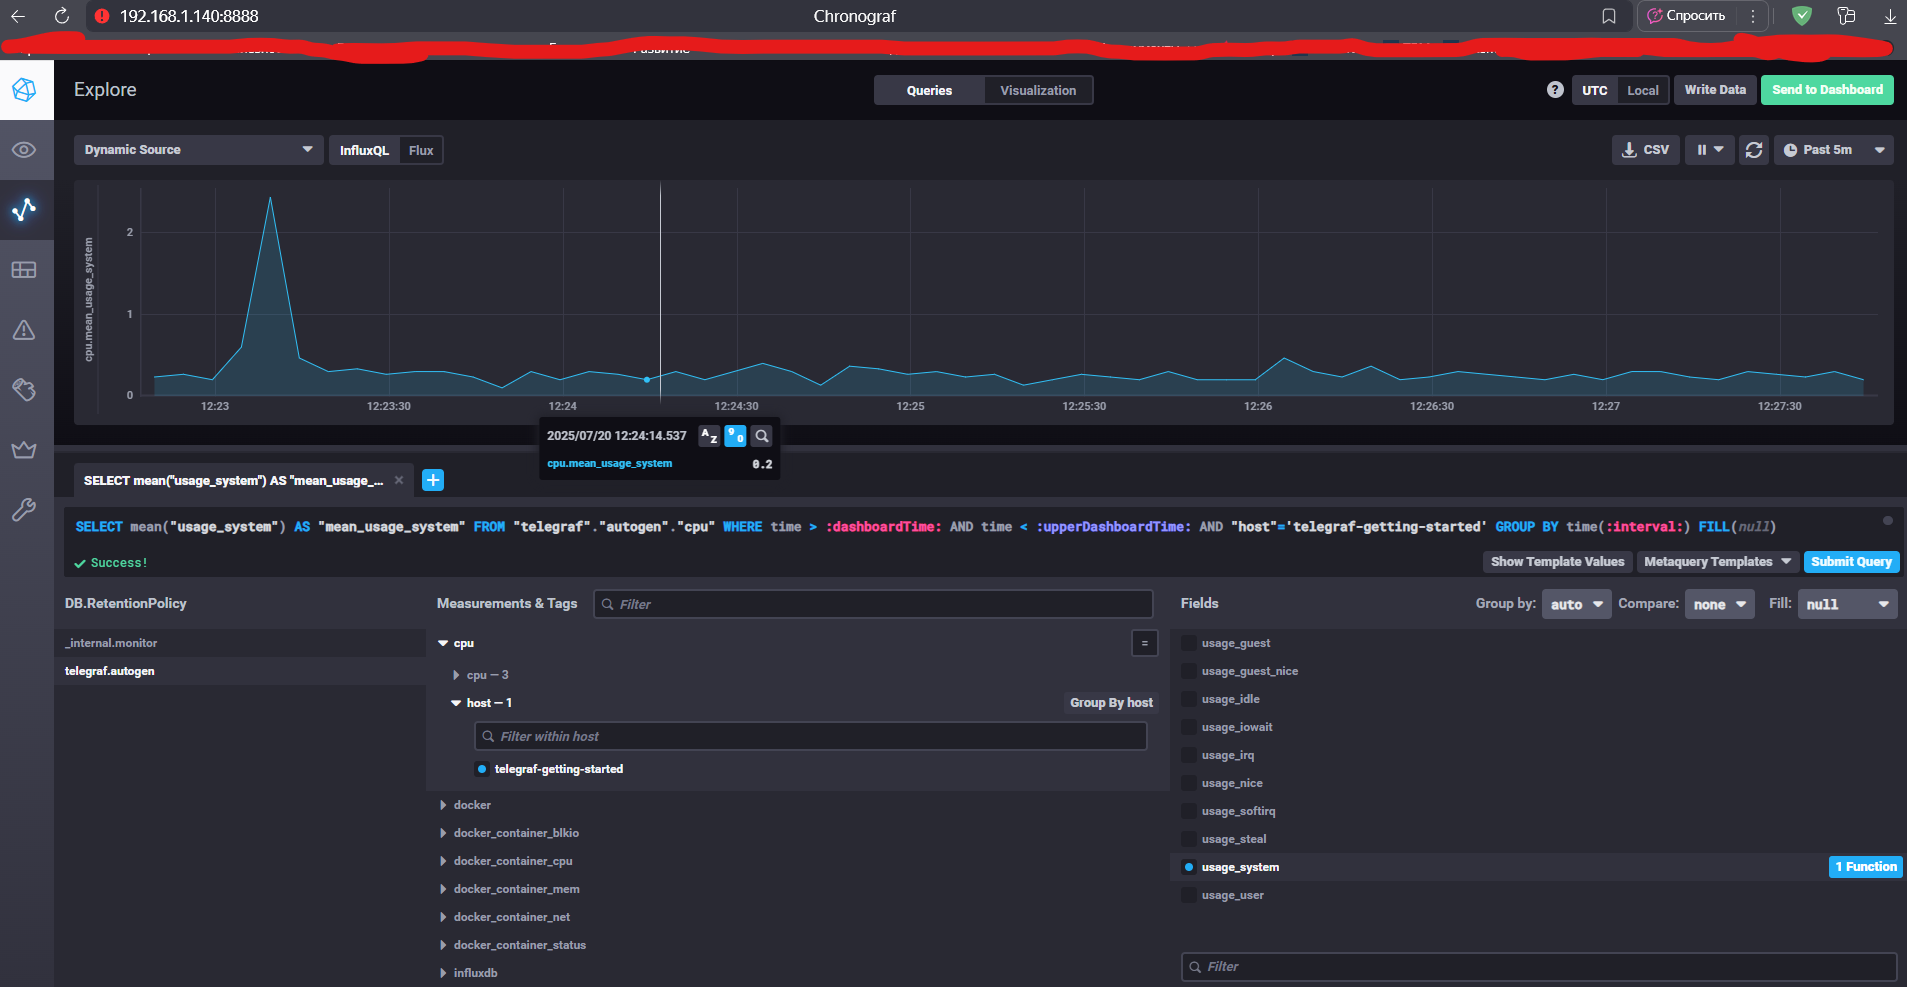 192.168.1.140:8888
Chronograf
Спросить
Explore
Queries
Visualization
?
UTC
Local
Write Data
Send to Dashboard
Dynamic Source
InfluxQL
Flux
CSV
Past 5m
cpu.mean_usage_system
2
1
0
12:23
12:23:30
12:24
12:24:30
12:25
12:25:30
12:26
12:26:30
12:27
12:27:30
2025/07/20 12:24:14.537
A Z
9 0
cpu.mean_usage_system 0.2
SELECT mean("usage_system") AS "mean_usage_...
SELECT mean("usage_system") AS "mean_usage_system" FROM "telegraf"."autogen"."cpu" WHERE time > :dashboardTime: AND time < :upperDashboardTime: AND "host"='telegraf-getting-started' GROUP BY time(:interval:) FILL(null)
Success!
Show Template Values
Metaquery Templates
Submit Query
DB.RetentionPolicy
_internal.monitor
telegraf.autogen
Measurements & Tags
Filter
cpu
=
cpu — 3
host — 1
Group By host
Filter within host
telegraf-getting-started
docker
docker_container_blkio
docker_container_cpu
docker_container_mem
docker_container_net
docker_container_status
influxdb
Fields
Group by: auto
Compare: none
Fill: null
usage_guest
usage_guest_nice
usage_idle
usage_iowait
usage_irq
usage_nice
usage_softirq
usage_steal
usage_system
1 Function
usage_user
Filter